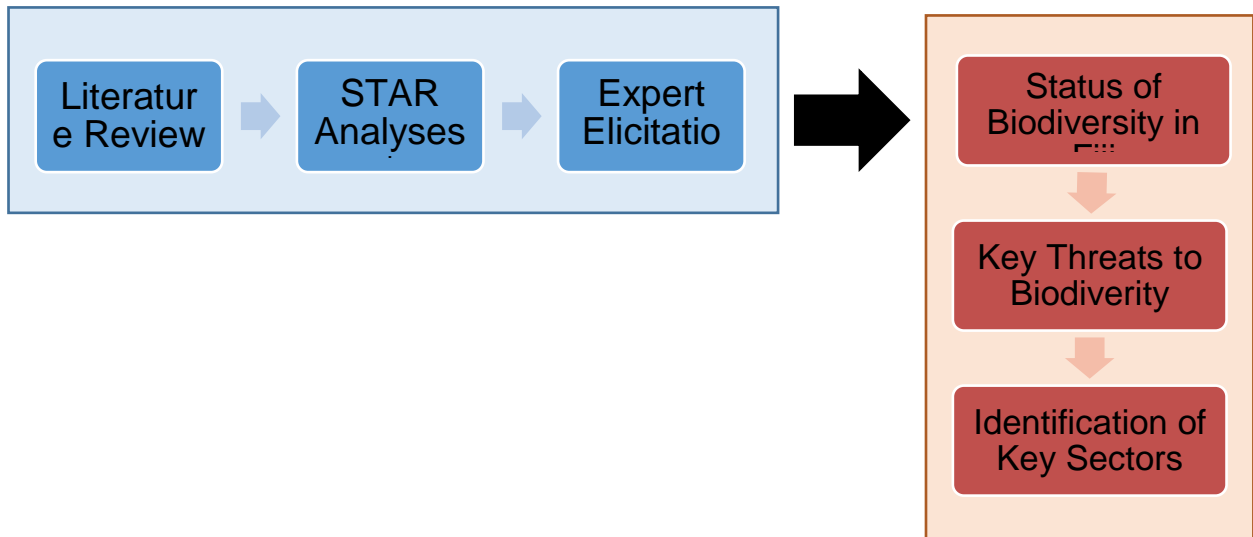 Literatur
e Review
STAR
Analyses
Expert
Elicitatio
Status of
Biodiversity in
Key Threats to
Biodiverity
Identification of
Key Sectors